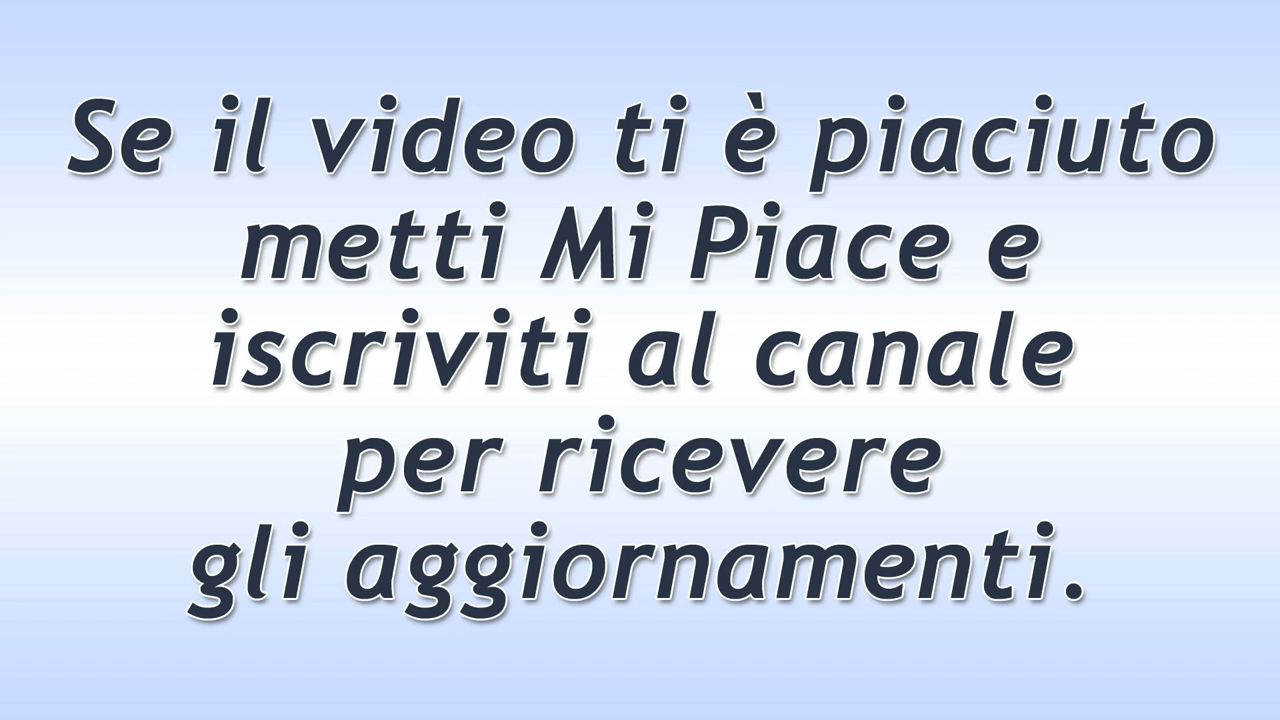 Se il video ti è piaciuto
metti Mi Piace e
iscriviti al canale
per ricevere
gli aggiornamenti.